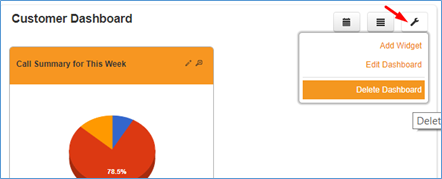 Customer Dashboard
Add Widget
Edit Dashboard
Delete Dashboard
Call Summary for This Week
Delet
78.5%